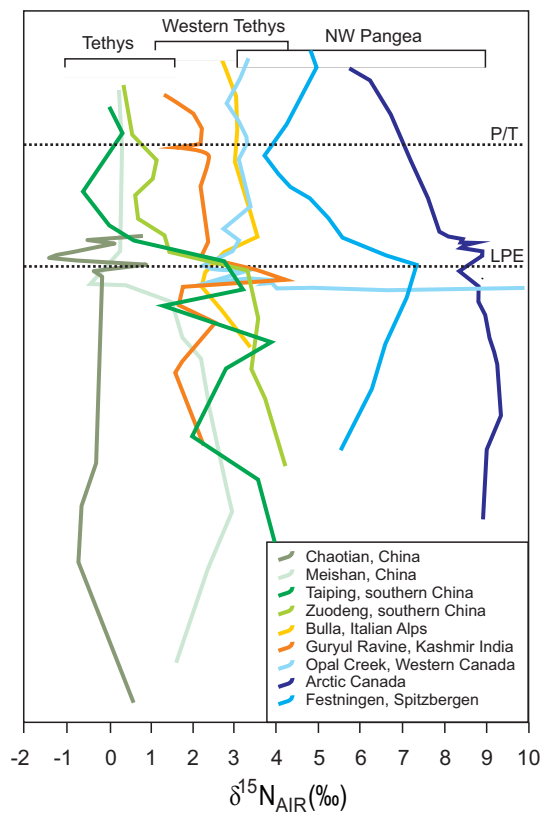 Western Tethys
Tethys
NW Pangea
P/T
LPE
Chaotian, China
Meishan, China
Taiping, southern China
Zuodeng, southern China
Bulla, Italian Alps
Guryul Ravine, Kashmir India
Opal Creek, Western Canada
Arctic Canada
Festningen, Spitzbergen
-2 -1 0 1 2 3 4 5 6 7 8 9 10
δ15NAIR(‰)